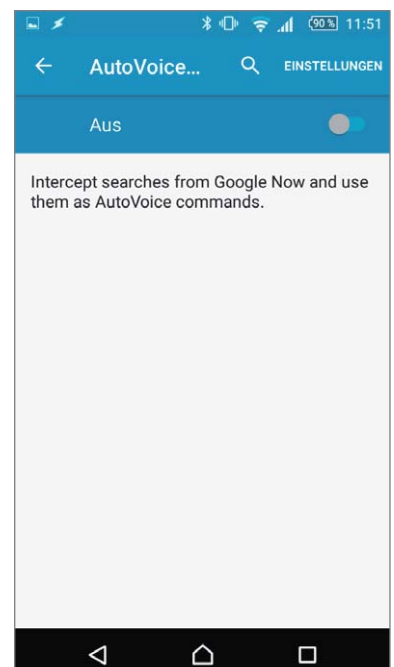 90% 11:51
AutoVoice... EINSTELLUNGEN
Aus
Intercept searches from Google Now and use
them as AutoVoice commands.